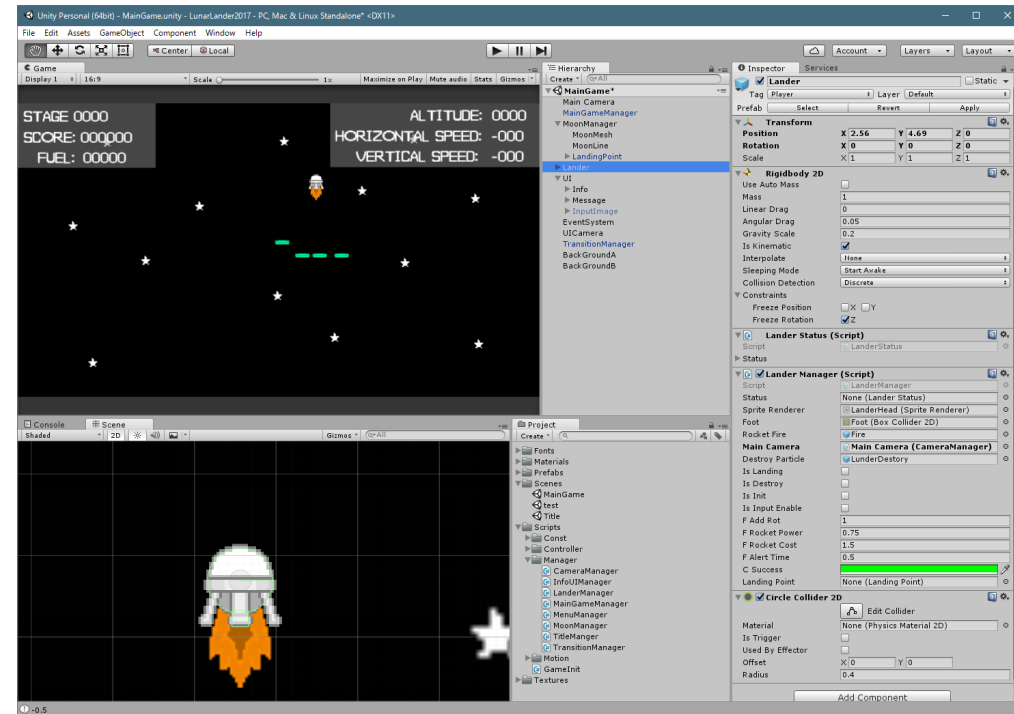 Unity Personal (64bit) - MainGame.unity - LunarLander2017 - PC, Mac & Linux Standalone* <DX11>
File Edit Assets GameObject Component Window Help
Center Local Account Layers Layout
Game
Display 1 16:9 Scale 1x Maximize on Play Mute audio Stats Gizmos
STAGE 0000
SCORE: 000000
FUEL: 00000
ALTITUDE: 0000
HORIZONTAL SPEED: -000
VERTICAL SPEED: -000
Hierarchy
Create All
MainGame*
Main Camera
MainGameManager
MoonManager
MoonMesh
MoonLine
LandingPoint
Lander
UI
Info
Message
InputImage
EventSystem
UICamera
TransitionManager
BackGroundA
BackGroundB
Console Scene
Shaded 2D Gizmos All
Project
Create
Fonts
Materials
Prefabs
Scenes
MainGame
test
Title
Scripts
Const
Controller
Manager
CameraManager
InfoUIManager
LanderManager
MainGameManager
MenuManager
MoonManager
TitleManger
TransitionManager
Motion
GameInit
Textures
Inspector Services
Lander Static
Tag Player Layer Default
Prefab Select Revert Apply
Transform
Position X 2.56 Y 4.69 Z 0
Rotation X 0 Y 0 Z 0
Scale X 1 Y 1 Z 1
Rigidbody 2D
Use Auto Mass
Mass 1
Linear Drag 0
Angular Drag 0.05
Gravity Scale 0.2
Is Kinematic
Interpolate None
Sleeping Mode Start Awake
Collision Detection Discrete
Constraints
Freeze Position X Y
Freeze Rotation Z
Lander Status (Script)
Script LanderStatus
Status
Lander Manager (Script)
Script LanderManager
Status None (Lander Status)
Sprite Renderer LanderHead (Sprite Renderer)
Foot Foot (Box Collider 2D)
Rocket Fire Fire
Main Camera Main Camera (CameraManager)
Destroy Particle LunderDestory
Is Landing
Is Destroy
Is Init
Is Input Enable
F Add Rot 1
F Rocket Power 0.75
F Rocket Cost 1.5
F Alert Time 0.5
C Success
Landing Point None (Landing Point)
Circle Collider 2D
Edit Collider
Material None (Physics Material 2D)
Is Trigger
Used By Effector
Offset X 0 Y 0
Radius 0.4
Add Component
-0.5